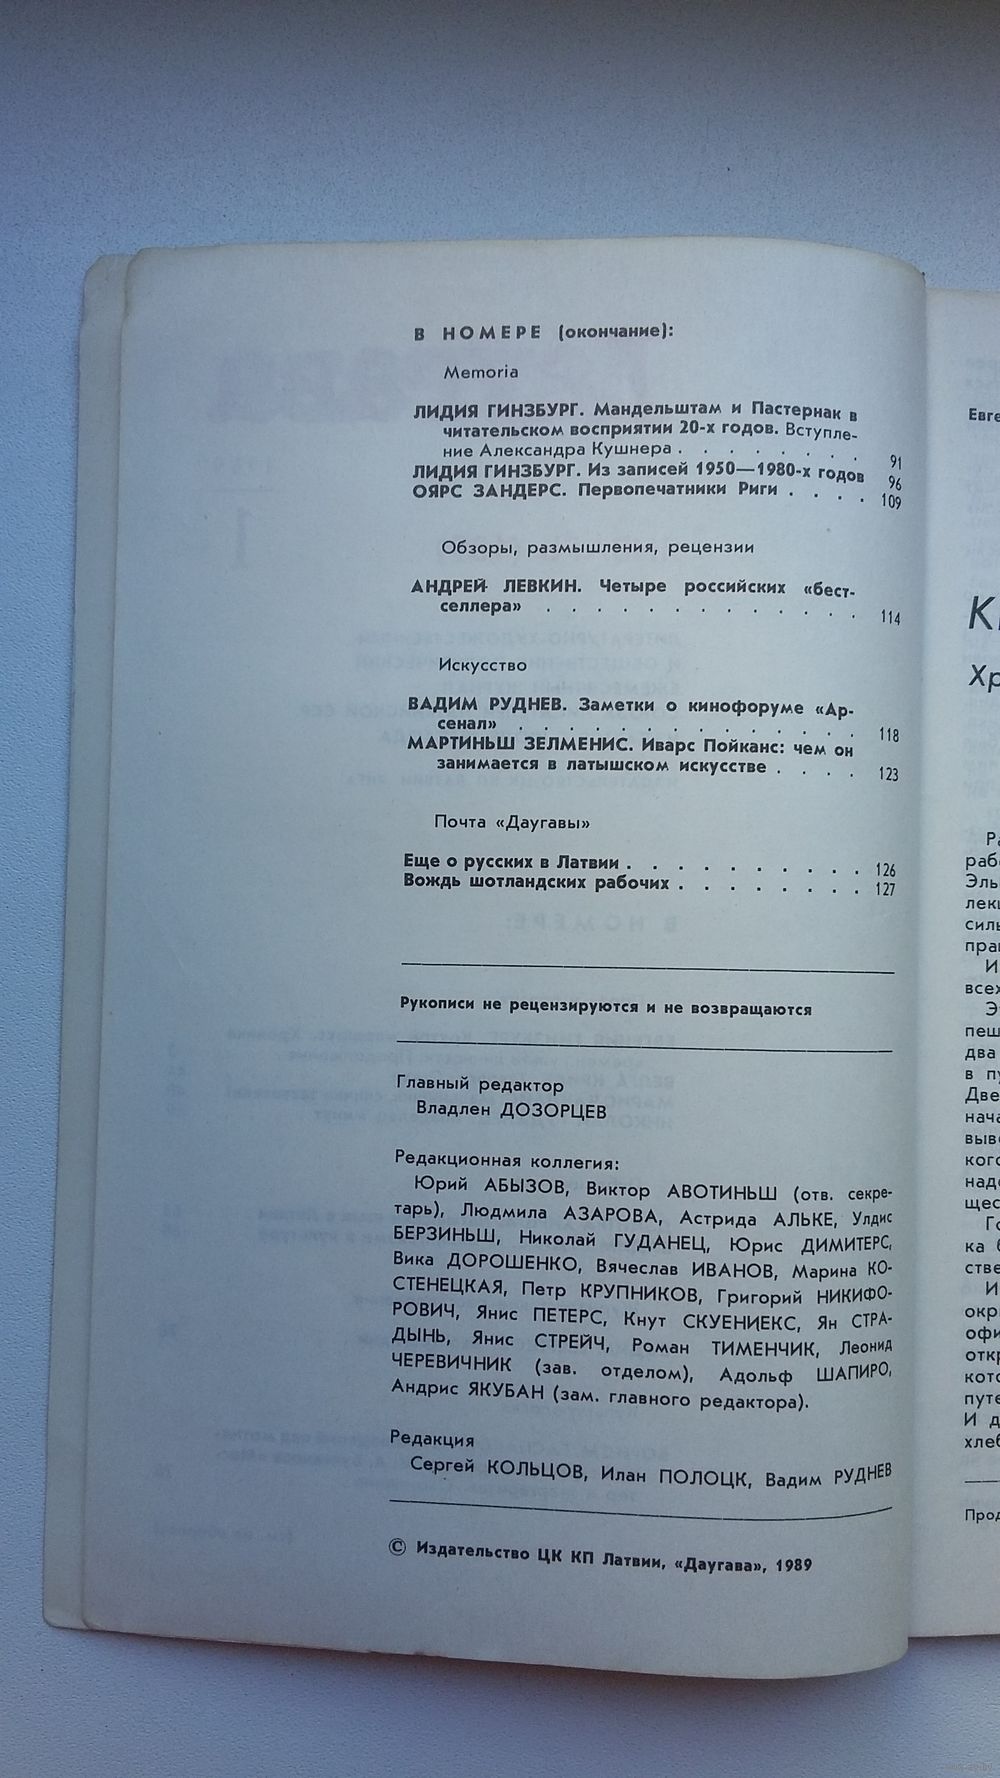 В НОМЕРЕ (окончание):
Memoria
ЛИДИЯ ГИНЗБУРГ. Мандельштам и Пастернак в
читательском восприятии 20-х годов. Вступле-
ние Александра Кушнера . . . . . . . . 91
ЛИДИЯ ГИНЗБУРГ. Из записей 1950—1980-х годов 96
ОЯРС ЗАНДЕРС. Первопечатники Риги . . . . 109
Обзоры, размышления, рецензии
АНДРЕЙ ЛЕВКИН. Четыре российских «бест-
селлера» . . . . . . . . . . . . . 114
Искусство
ВАДИМ РУДНЕВ. Заметки о кинофоруме «Ар-
сенал» . . . . . . . . . . . . . . 118
МАРТИНЬШ ЗЕЛМЕНИС. Иварс Пойканс: чем он
занимается в латышском искусстве . . . . 123
Почта «Даугавы»
Еще о русских в Латвии . . . . . . . . . . 126
Вождь шотландских рабочих . . . . . . . . 127
Рукописи не рецензируются и не возвращаются
Главный редактор
Владлен ДОЗОРЦЕВ
Редакционная коллегия:
Юрий АБЫЗОВ, Виктор АВОТИНЬШ (отв. секре-
тарь), Людмила АЗАРОВА, Астрида АЛЬКЕ, Улдис
БЕРЗИНЬШ, Николай ГУДАНЕЦ, Юрис ДИМИТЕРС,
Вика ДОРОШЕНКО, Вячеслав ИВАНОВ, Марина КО-
СТЕНЕЦКАЯ, Петр КРУПНИКОВ, Григорий НИКИФО-
РОВИЧ, Янис ПЕТЕРС, Кнут СКУЕНИЕКС, Ян СТРА-
ДЫНЬ, Янис СТРЕЙЧ, Роман ТИМЕНЧИК, Леонид
ЧЕРЕВИЧНИК (зав. отделом), Адольф ШАПИРО,
Андрис ЯКУБАН (зам. главного редактора).
Редакция
Сергей КОЛЬЦОВ, Илан ПОЛОЦК, Вадим РУДНЕВ
© Издательство ЦК КП Латвии, «Даугава», 1989